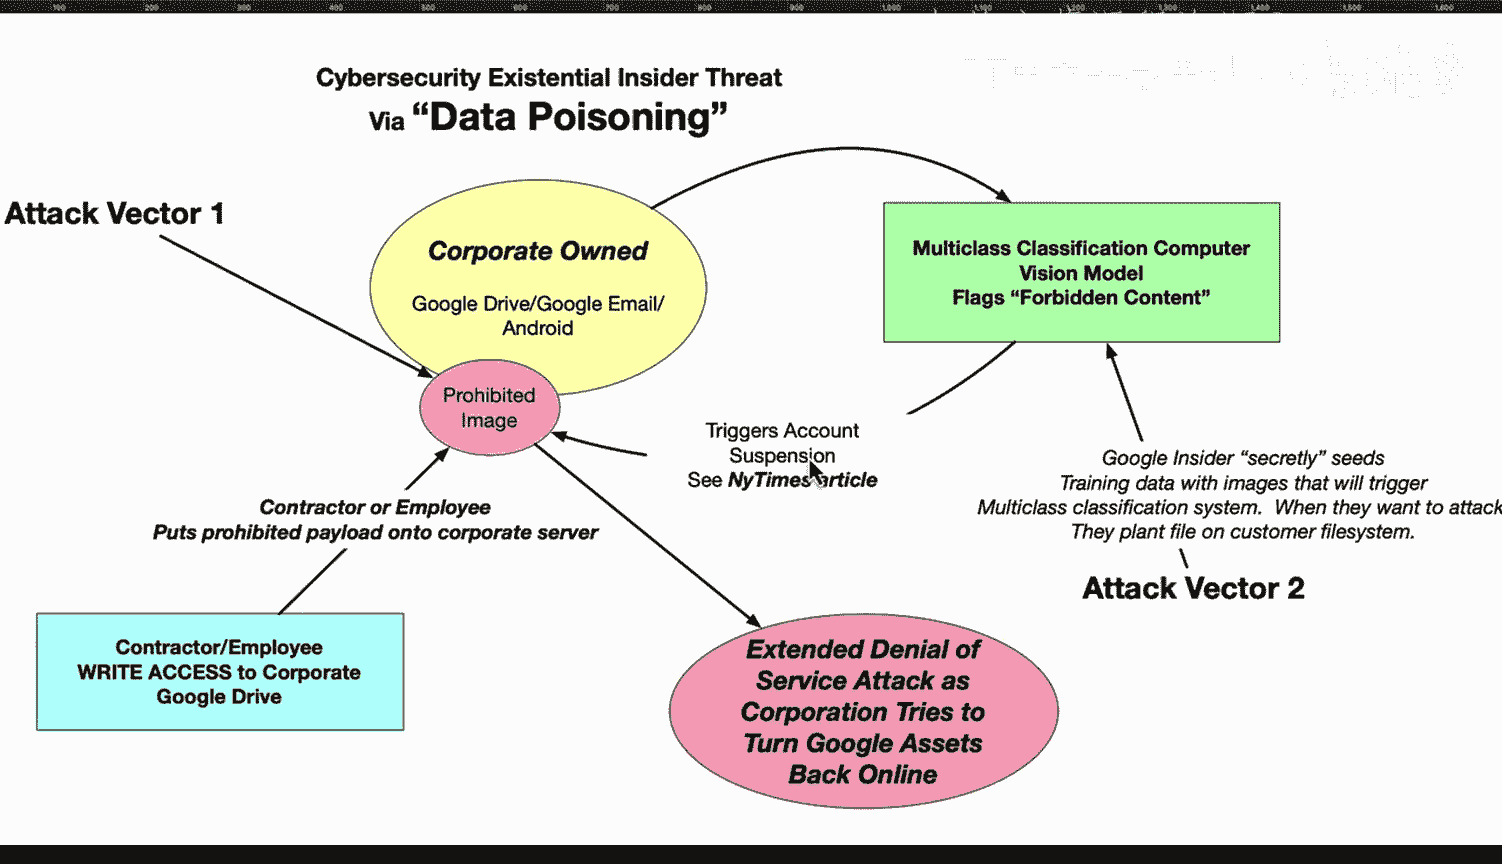 Cybersecurity Existential Insider Threat
Via “Data Poisoning”
Attack Vector 1
Corporate Owned
Google Drive/Google Email/
Android
Multiclass Classification Computer
Vision Model
Flags “Forbidden Content”
Prohibited
Image
Triggers Account
Suspension
See NyTimes article
Google Insider “secretly” seeds
Training data with images that will trigger
Multiclass classification system.  When they want to attack
They plant file on customer filesystem.
Attack Vector 2
Contractor or Employee
Puts prohibited payload onto corporate server
Contractor/Employee
WRITE ACCESS to Corporate
Google Drive
Extended Denial of
Service Attack as
Corporation Tries to
Turn Google Assets
Back Online